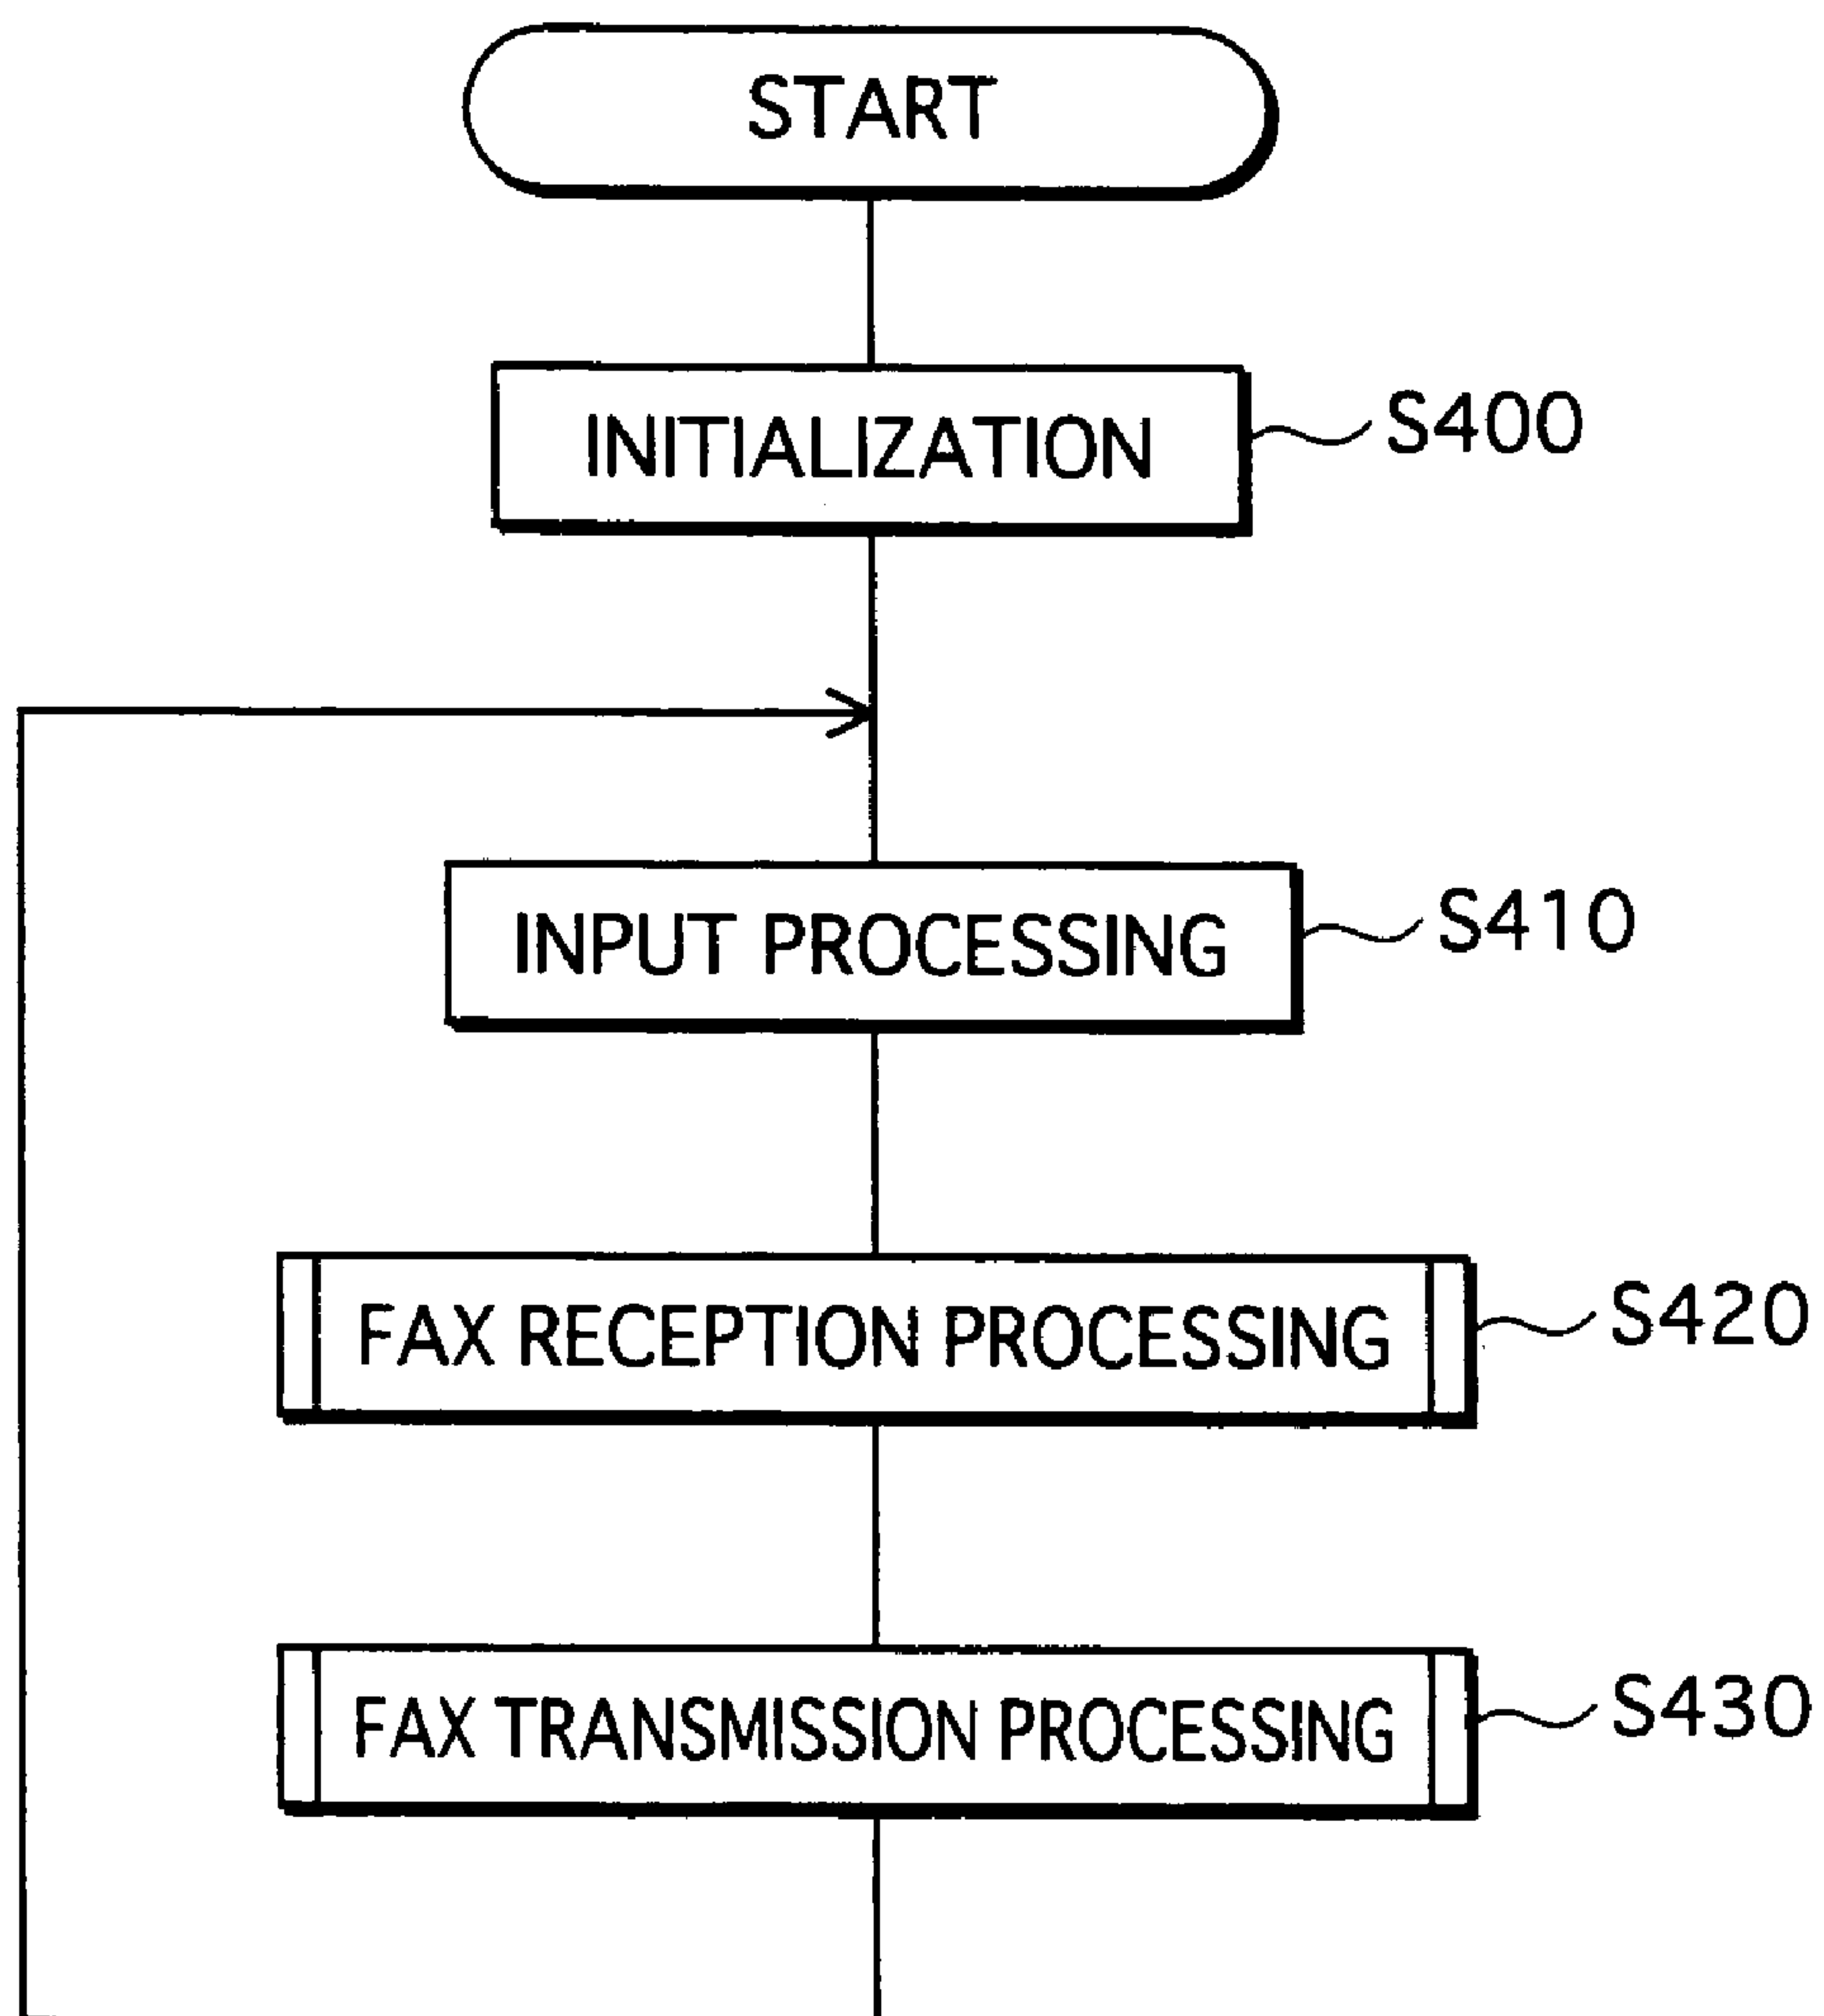 START
INITIALIZATION
S400
INPUT PROCESSING
S410
FAX RECEPTION PROCESSING
S420
FAX TRANSMISSION PROCESSING
S430